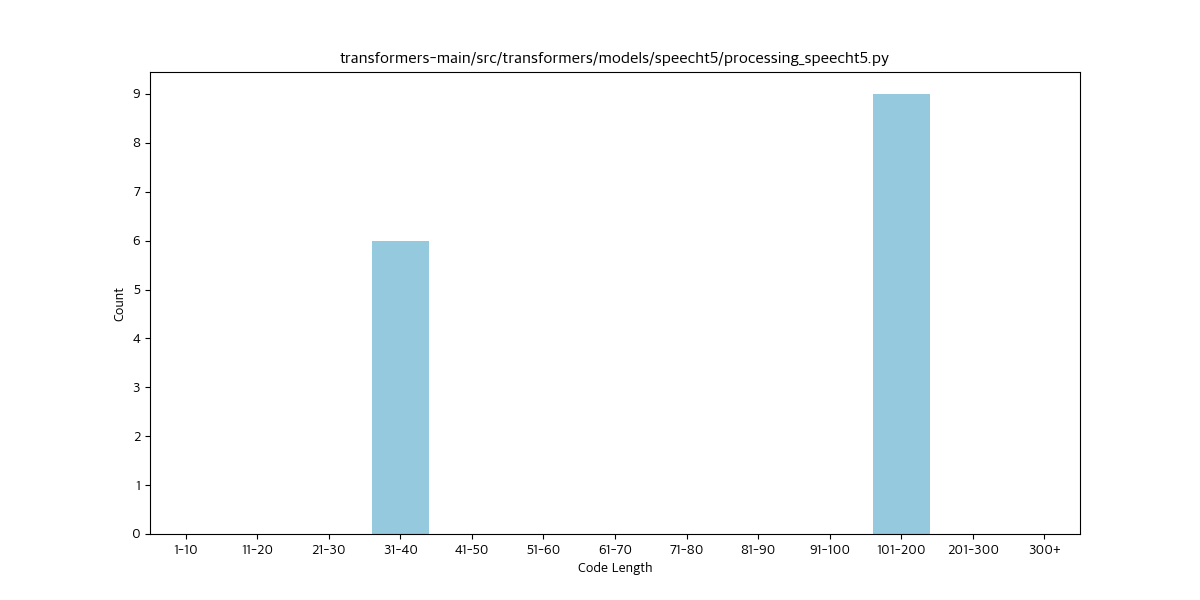 transformers-main/src/transformers/models/speecht5/processing_speecht5.py
9
8
7
6
5
4
3
2
1
0
Count
1-10 11-20 21-30 31-40 41-50 51-60 61-70 71-80 81-90 91-100 101-200 201-300 300+
Code Length